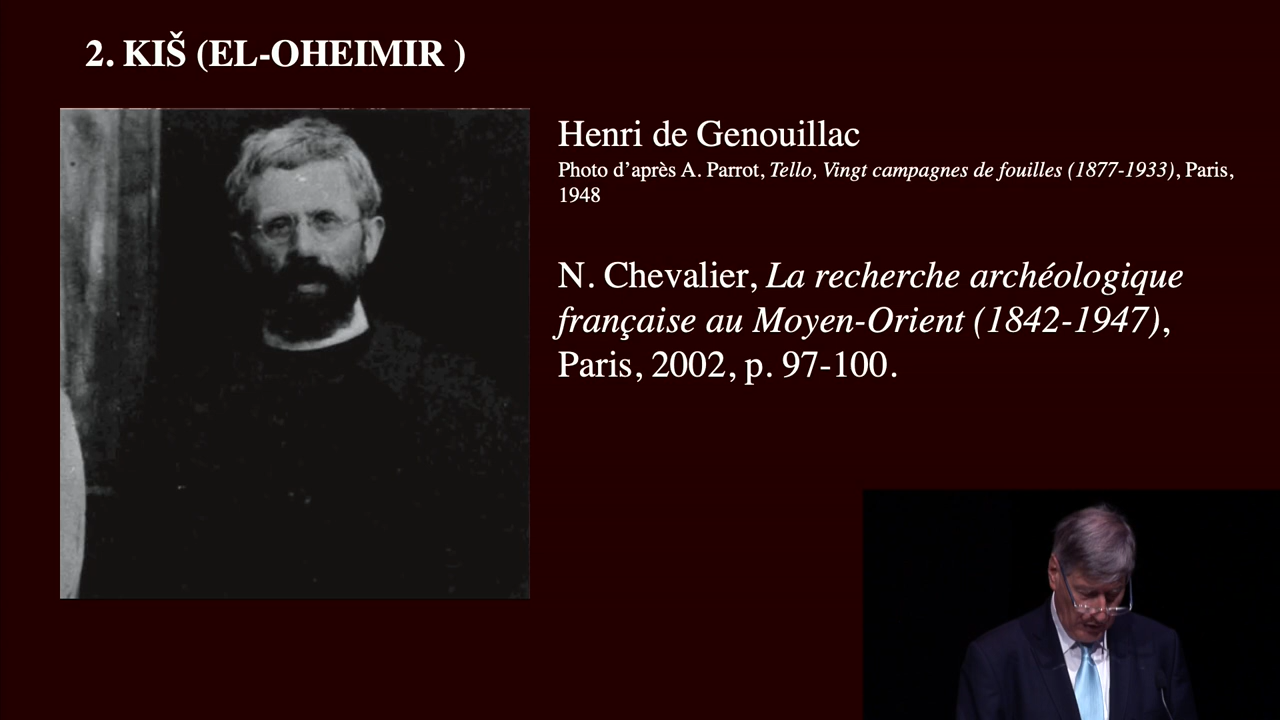 2. KIŠ (EL-OHEIMIR )
Henri de Genouillac
Photo d’après A. Parrot, Tello, Vingt campagnes de fouilles (1877-1933), Paris,
1948
N. Chevalier, La recherche archéologique
française au Moyen-Orient (1842-1947),
Paris, 2002, p. 97-100.